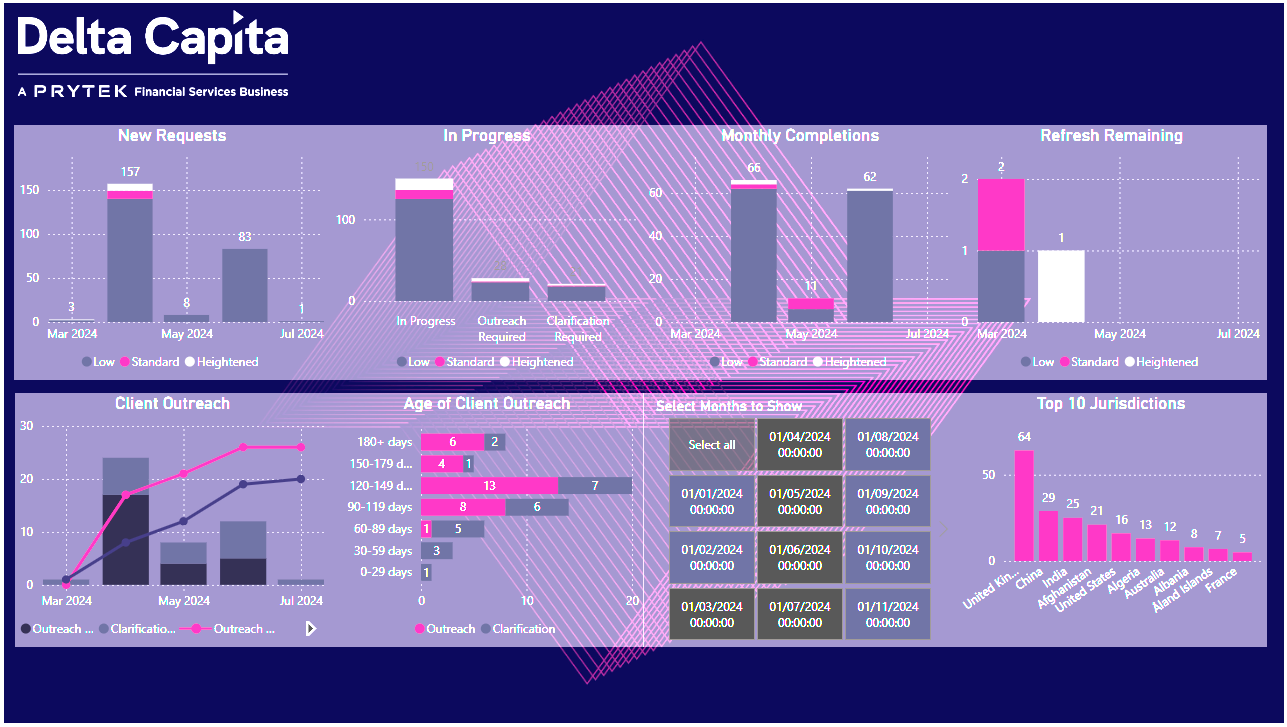 Delta Capita
A PRYTEK Financial Services Business
New Requests
157
150
100
83
50
3
8
1
0
Mar 2024 May 2024 Jul 2024
Low Standard Heightened
In Progress
100
0
In Progress Outreach Clarification
Required Required
Low Standard Heightened
Monthly Completions
66
62
60
40
20
11
0
Mar 2024 May 2024 Jul 2024
Low Standard Heightened
Refresh Remaining
2
2
1
1
0
Mar 2024 May 2024 Jul 2024
Low Standard Heightened
Client Outreach
30
20
10
0
Mar 2024 May 2024 Jul 2024
Outreach ... Clarificatio... Outreach ...
Age of Client Outreach
180+ days 6 2
150-179 d... 4 1
120-149 d... 13 7
90-119 days 8 6
60-89 days 1 5
30-59 days 3
0-29 days 1
0 10 20
Outreach Clarification
Select Months to Show
Select all 01/04/2024 01/08/2024
00:00:00 00:00:00
01/01/2024 01/05/2024 01/09/2024
00:00:00 00:00:00 00:00:00
01/02/2024 01/06/2024 01/10/2024
00:00:00 00:00:00 00:00:00
01/03/2024 01/07/2024 01/11/2024
00:00:00 00:00:00 00:00:00
Top 10 Jurisdictions
64
50
29 25 21 16 13 12 8 7 5
0
United Kin... China India Afghanistan United States Algeria Australia Albania Åland Islands France